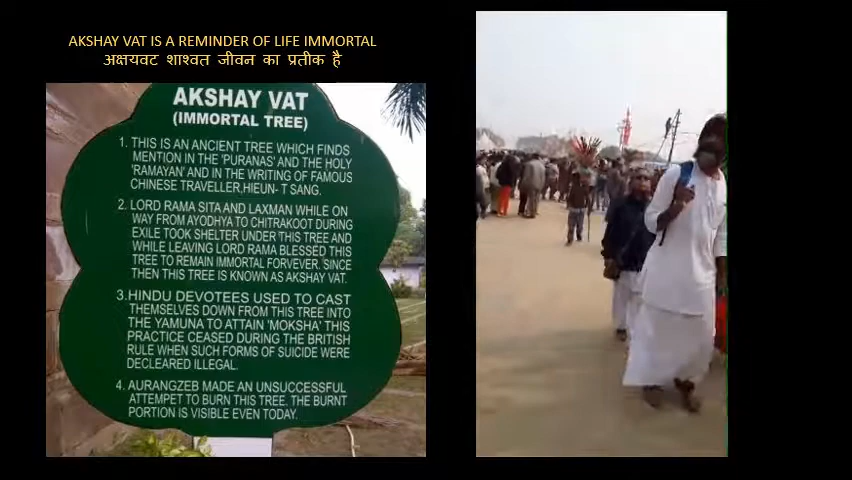 AKSHAY VAT IS A REMINDER OF LIFE IMMORTAL
अक्षयवट शाश्वत जीवन का प्रतीक है
AKSHAY VAT
(IMMORTAL TREE)
1. THIS IS AN ANCIENT TREE WHICH FINDS
MENTION IN THE 'PURANAS' AND THE HOLY
'RAMAYAN' AND IN THE WRITING OF FAMOUS
CHINESE TRAVELLER,HIEUN- T SANG.
2. LORD RAMA SITA AND LAXMAN WHILE ON
WAY FROM AYODHYA TO CHITRAKOOT DURING
EXILE TOOK SHELTER UNDER THIS TREE AND
WHILE LEAVING LORD RAMA BLESSED THIS
TREE TO REMAIN IMMORTAL FORVEVER. SINCE
THEN THIS TREE IS KNOWN AS AKSHAY VAT.
3.HINDU DEVOTEES USED TO CAST
THEMSELVES DOWN FROM THIS TREE INTO
THE YAMUNA TO ATTAIN 'MOKSHA' THIS
PRACTICE CEASED DURING THE BRITISH
RULE WHEN SUCH FORMS OF SUICIDE WERE
DECLEARED ILLEGAL.
4. AURANGZEB MADE AN UNSUCCESSFUL
ATTEMPET TO BURN THIS TREE. THE BURNT
PORTION IS VISIBLE EVEN TODAY.